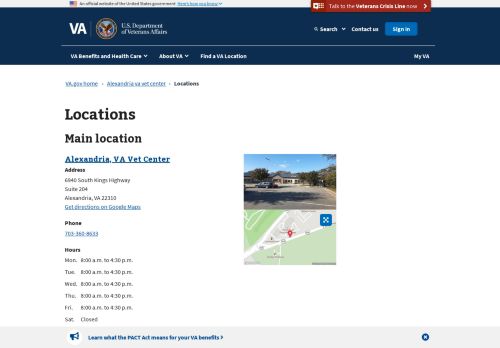 An official website of the United States government Here's how you know
Talk to the Veterans Crisis Line now
VA
U.S. Department
of Veterans Affairs
Search
Contact us
Sign in
VA Benefits and Health Care
About VA
Find a VA Location
My VA
VA.gov home
Alexandria va vet center
Locations
Locations
Main location
Alexandria, VA Vet Center
Address
6940 South Kings Highway
Suite 204
Alexandria, VA 22310
Get directions on Google Maps
Phone
703-360-8633
Hours
Mon. 8:00 a.m. to 4:30 p.m.
Tue. 8:00 a.m. to 4:30 p.m.
Wed. 8:00 a.m. to 4:30 p.m.
Thu. 8:00 a.m. to 4:30 p.m.
Fri. 8:00 a.m. to 4:30 p.m.
Sat. Closed
Learn what the PACT Act means for your VA benefits